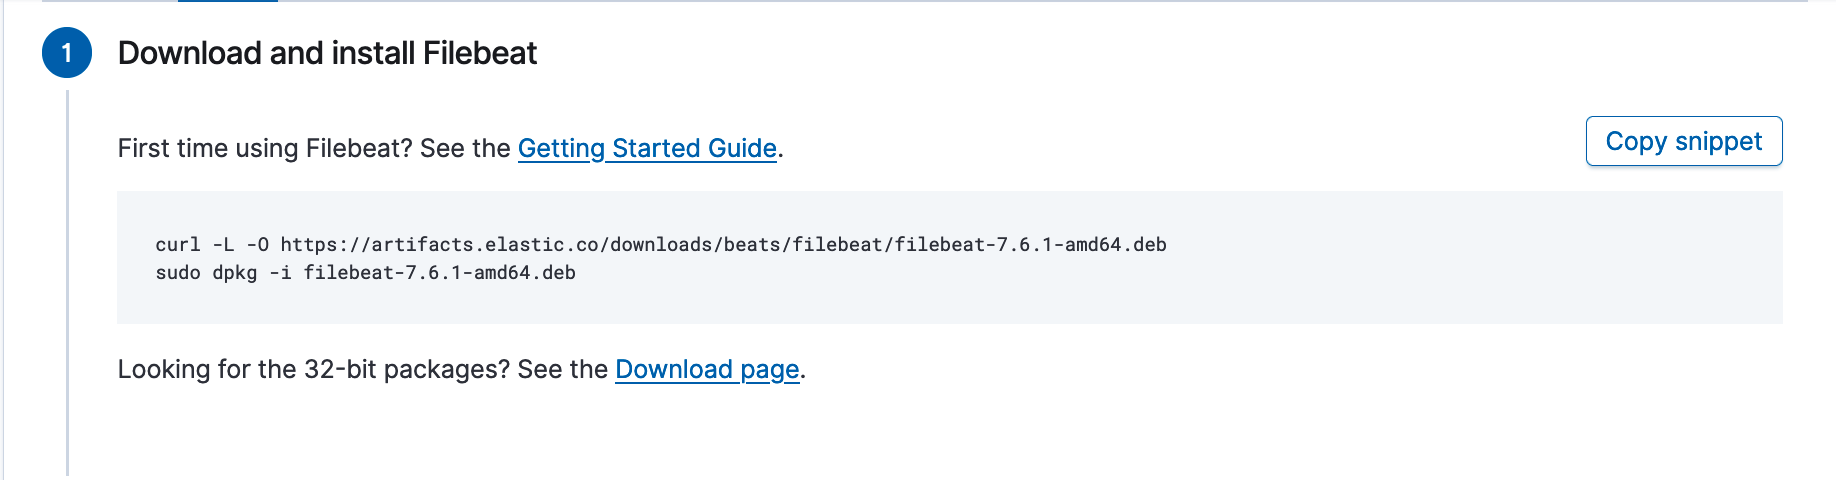 1 Download and install Filebeat
First time using Filebeat? See the Getting Started Guide.
Copy snippet
curl -L -O https://artifacts.elastic.co/downloads/beats/filebeat/filebeat-7.6.1-amd64.deb
sudo dpkg -i filebeat-7.6.1-amd64.deb
Looking for the 32-bit packages? See the Download page.